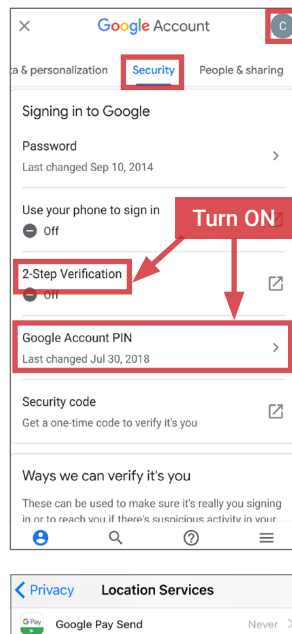 Google Account
C
ta & personalization Security People & sharing
Signing in to Google
Password
Last changed Sep 10, 2014
Use your phone to sign in
Off
Turn ON
2-Step Verification
Off
Google Account PIN
Last changed Jul 30, 2018
Security code
Get a one-time code to verify it's you
Ways we can verify it's you
These can be used to make sure it's really you signing
in or to reach you if there's suspicious activity in your
Privacy Location Services
G Pay Google Pay Send Never